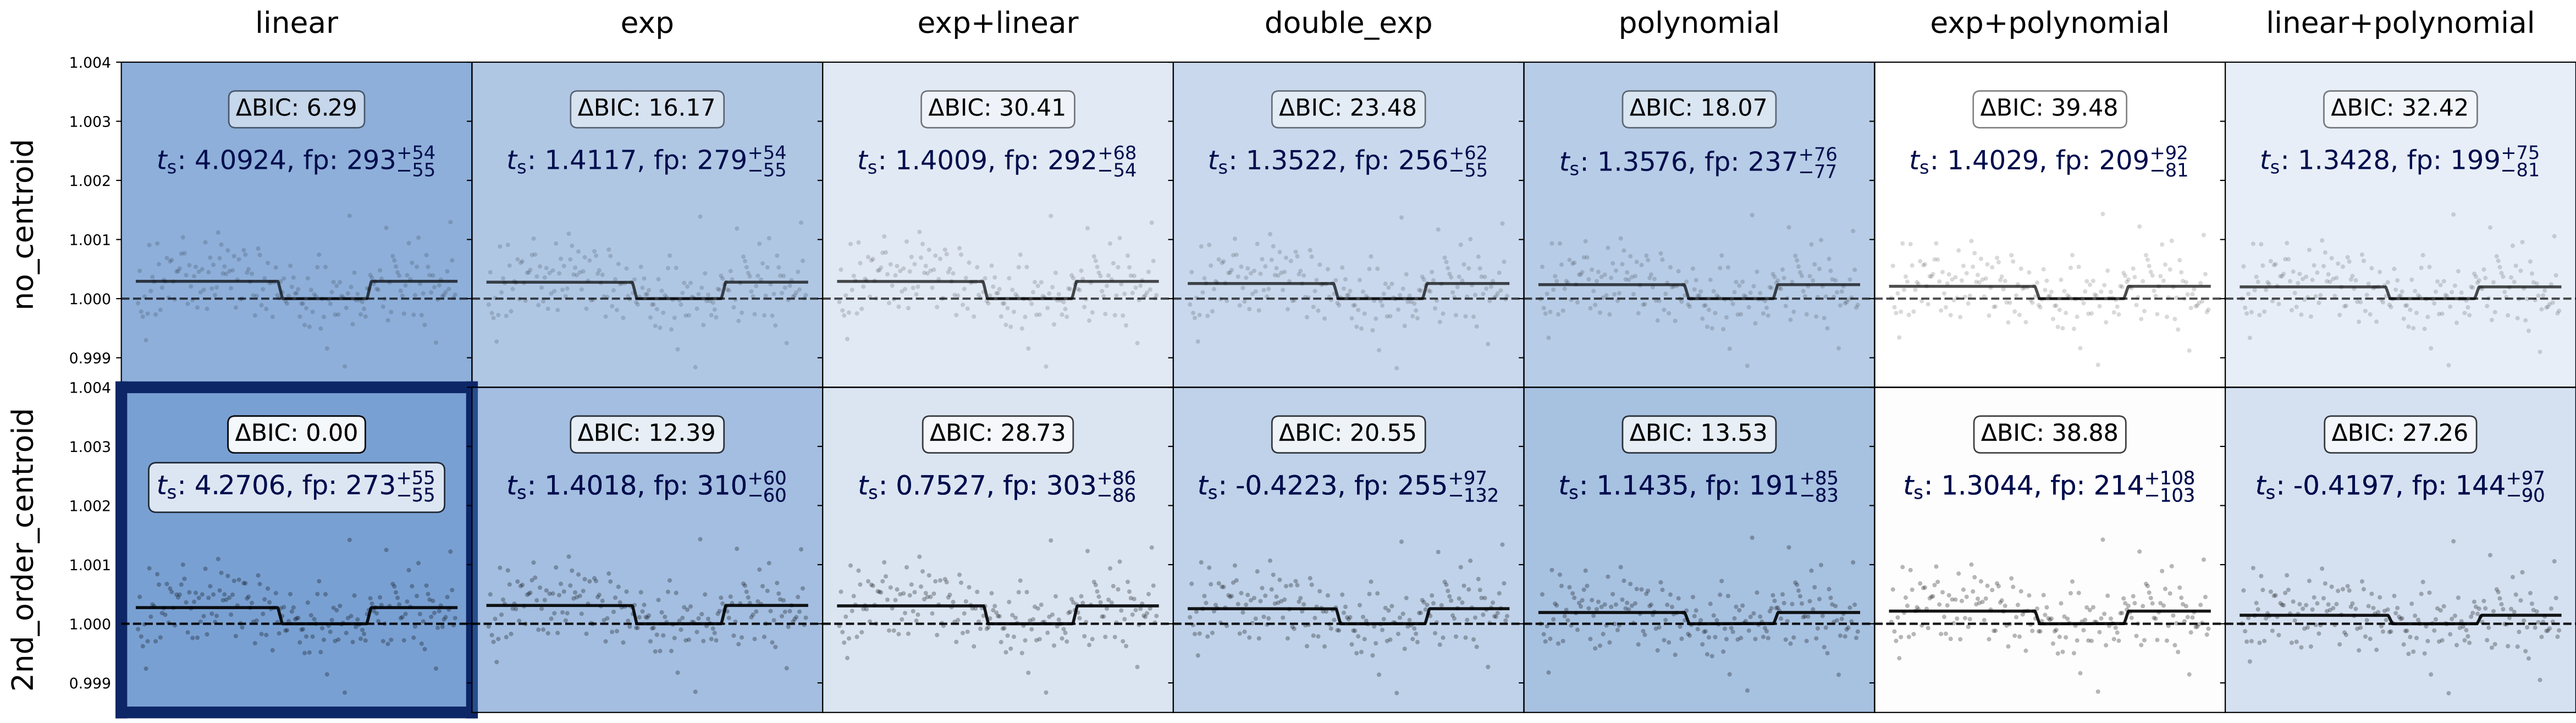 linear exp exp+linear double_exp polynomial exp+polynomial linear+polynomial
no_centroid
1.004
1.003
1.002
1.001
1.000
0.999
ΔBIC: 6.29 ΔBIC: 16.17 ΔBIC: 30.41 ΔBIC: 23.48 ΔBIC: 18.07 ΔBIC: 39.48 ΔBIC: 32.42
tₛ: 4.0924, fp: 293 +54 −55 tₛ: 1.4117, fp: 279 +54 −55 tₛ: 1.4009, fp: 292 +68 −54 tₛ: 1.3522, fp: 256 +62 −55 tₛ: 1.3576, fp: 237 +76 −77 tₛ: 1.4029, fp: 209 +92 −81 tₛ: 1.3428, fp: 199 +75 −81
2nd_order_centroid
1.004
1.003
1.002
1.001
1.000
0.999
ΔBIC: 0.00 ΔBIC: 12.39 ΔBIC: 28.73 ΔBIC: 20.55 ΔBIC: 13.53 ΔBIC: 38.88 ΔBIC: 27.26
tₛ: 4.2706, fp: 273 +55 −55 tₛ: 1.4018, fp: 310 +60 −60 tₛ: 0.7527, fp: 303 +86 −86 tₛ: -0.4223, fp: 255 +97 −132 tₛ: 1.1435, fp: 191 +85 −83 tₛ: 1.3044, fp: 214 +108 −103 tₛ: -0.4197, fp: 144 +97 −90